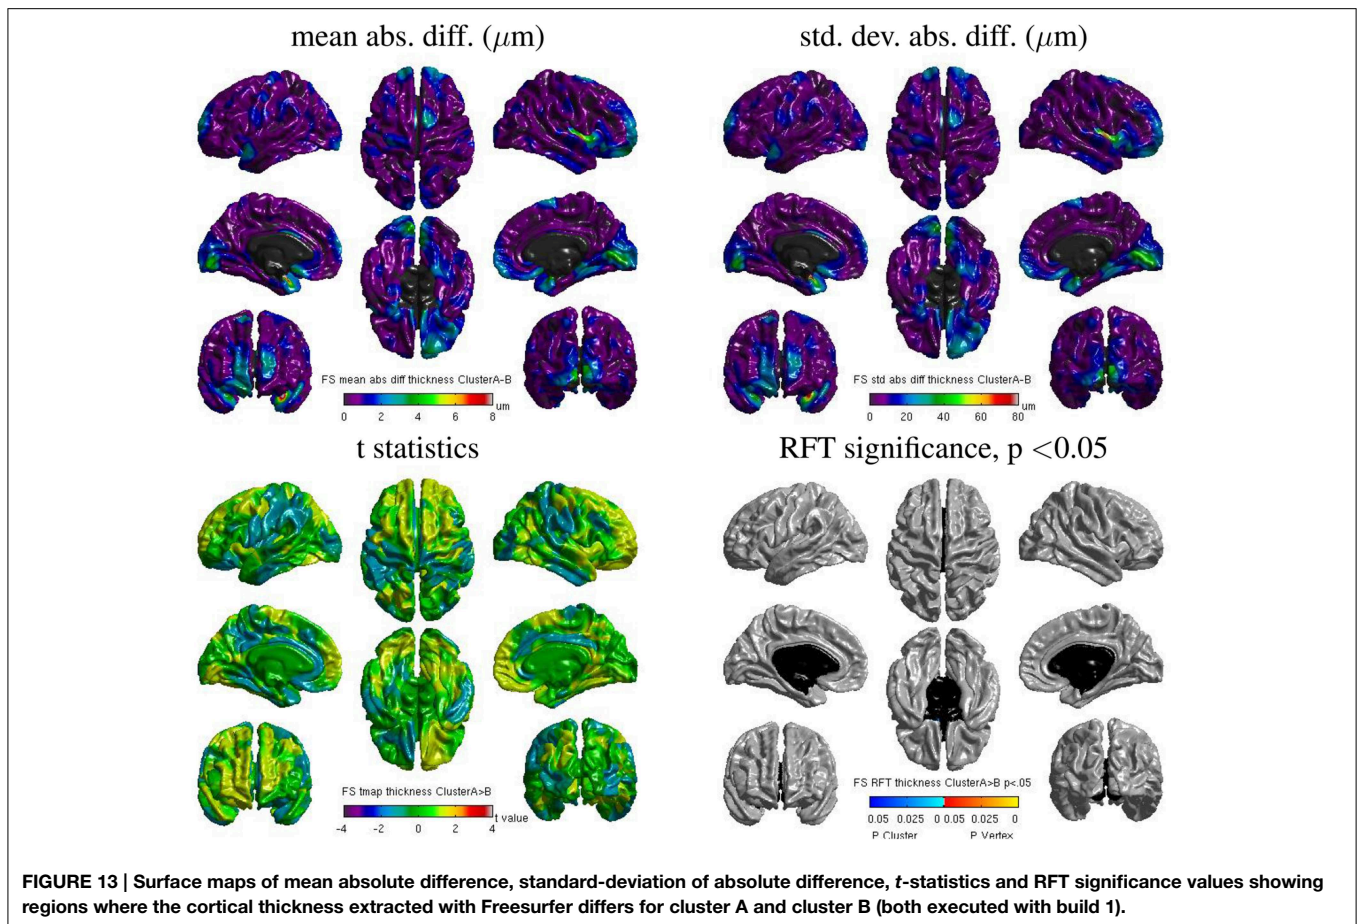 mean abs. diff. (μm)
std. dev. abs. diff. (μm)
FS mean abs diff thickness ClusterA-B
0 2 4 6 8
um
FS std abs diff thickness ClusterA-B
0 20 40 60 80
um
t statistics
RFT significance, p <0.05
FS tmap thickness ClusterA>B
-4 -2 0 2 4
t value
FS RFT thickness ClusterA>B p<.05
0.05 0.025 0 0.05 0.025 0
P Cluster P Vertex
FIGURE 13 | Surface maps of mean absolute difference, standard-deviation of absolute difference, t-statistics and RFT significance values showing
regions where the cortical thickness extracted with Freesurfer differs for cluster A and cluster B (both executed with build 1).